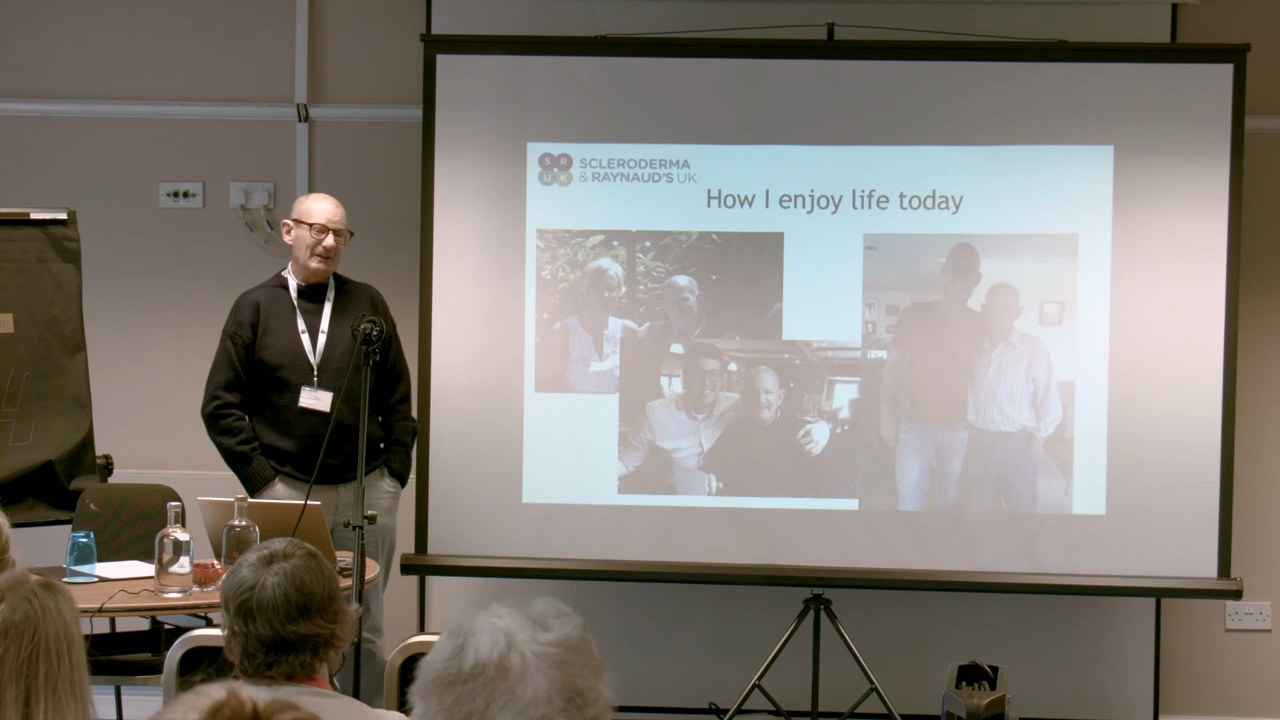 S R
U K
SCLERODERMA
& RAYNAUD'S UK
How I enjoy life today